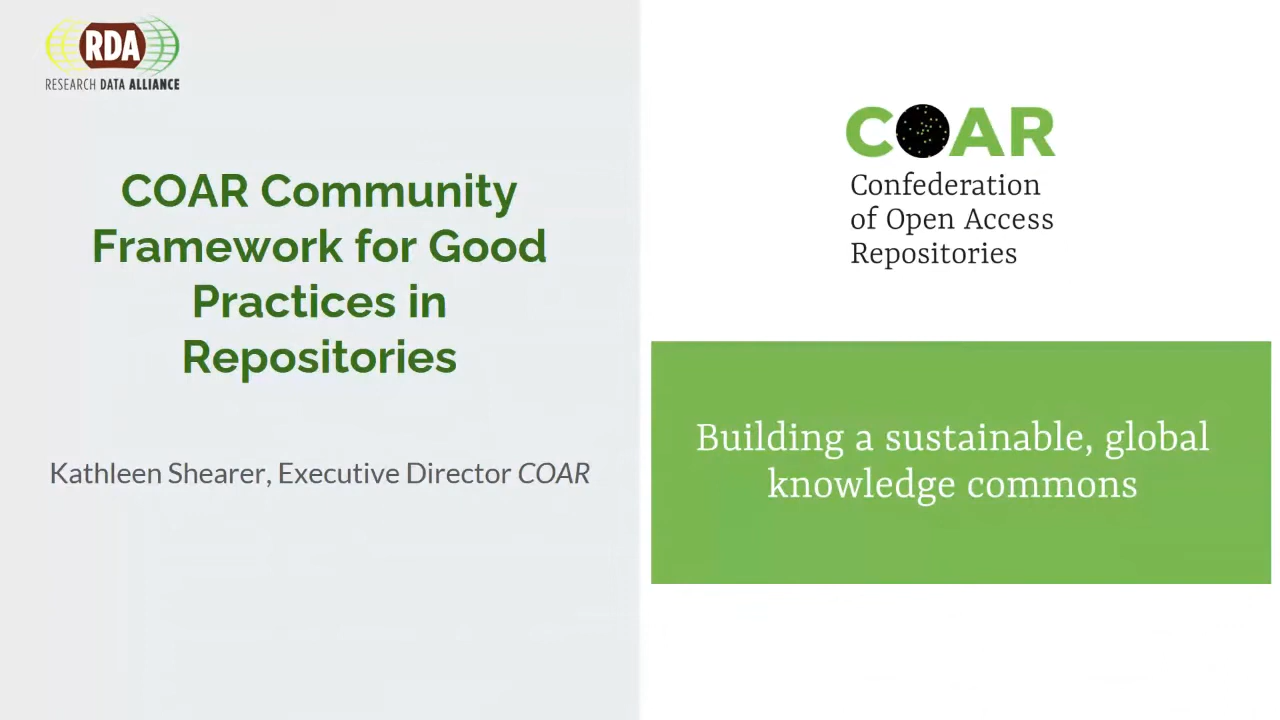 RDA
RESEARCH DATA ALLIANCE
COAR Community
Framework for Good
Practices in
Repositories
Kathleen Shearer, Executive Director COAR
COAR
Confederation
of Open Access
Repositories
Building a sustainable, global
knowledge commons